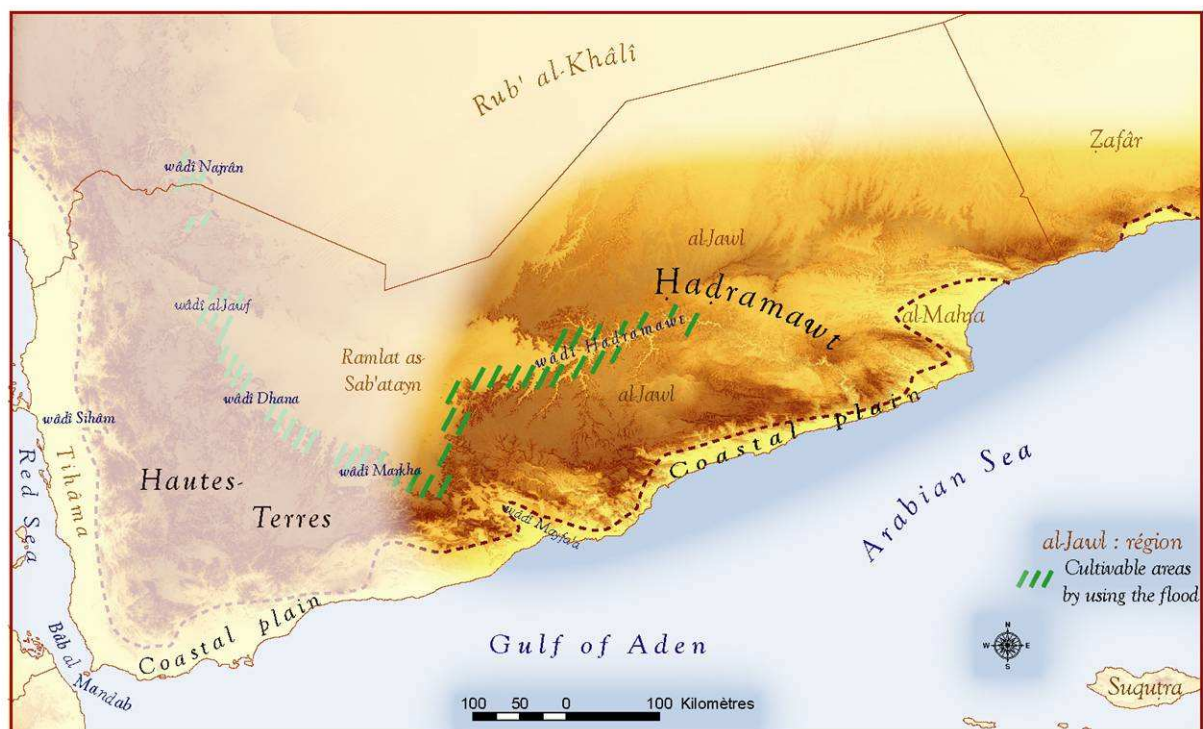 Rub' al-Khâlî
Ẓafâr
wâdî Najrân
al-Jawl
Ḥaḍramawt
wâdî al-Jawf
al-Mahra
wâdî Hadramawt
Ramlat as-
Sab'atayn
al-Jawl
wâdî Dhana
wâdî Sihâm
Coastal plain
wâdî Markha
Red Sea
Tihâma
Hautes-
Terres
wâdî Mayfa'a
Arabian Sea
al-Jawl : région
Cultivable areas
by using the flood
Coastal plain
Bâb al
Mandab
Gulf of Aden
N
W
E
S
Suquṭra
100 50 0 100 Kilomètres